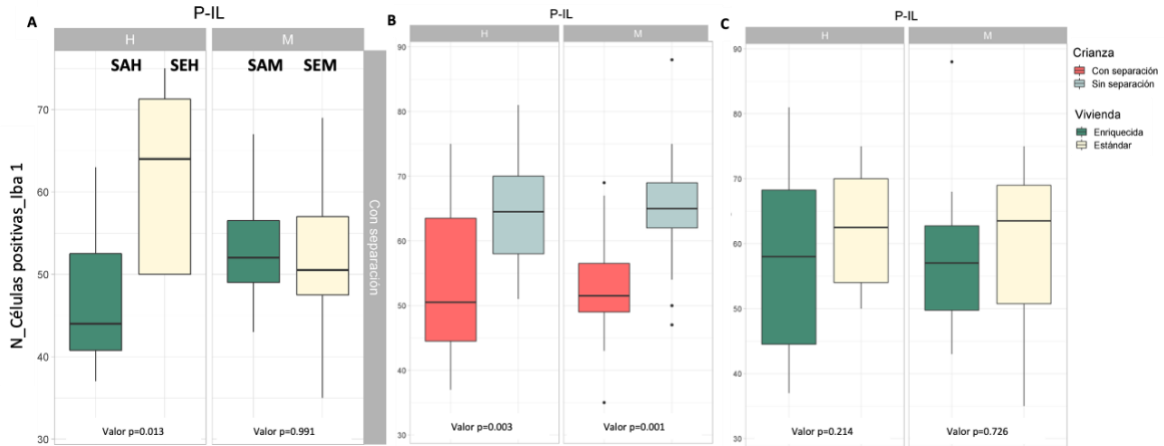 A
P-IL
H
M
SAH
SEH
SAM
SEM
N_Células positivas_Iba 1
70
60
50
40
30
Valor p=0.013
Valor p=0.991
Con separación
B
P-IL
H
M
90
80
70
60
50
40
30
Valor p=0.003
Valor p=0.001
C
P-IL
H
M
90
80
70
60
50
40
30
Valor p=0.214
Valor p=0.726
Crianza
Con separación
Sin separación
Vivienda
Enriquecida
Estándar